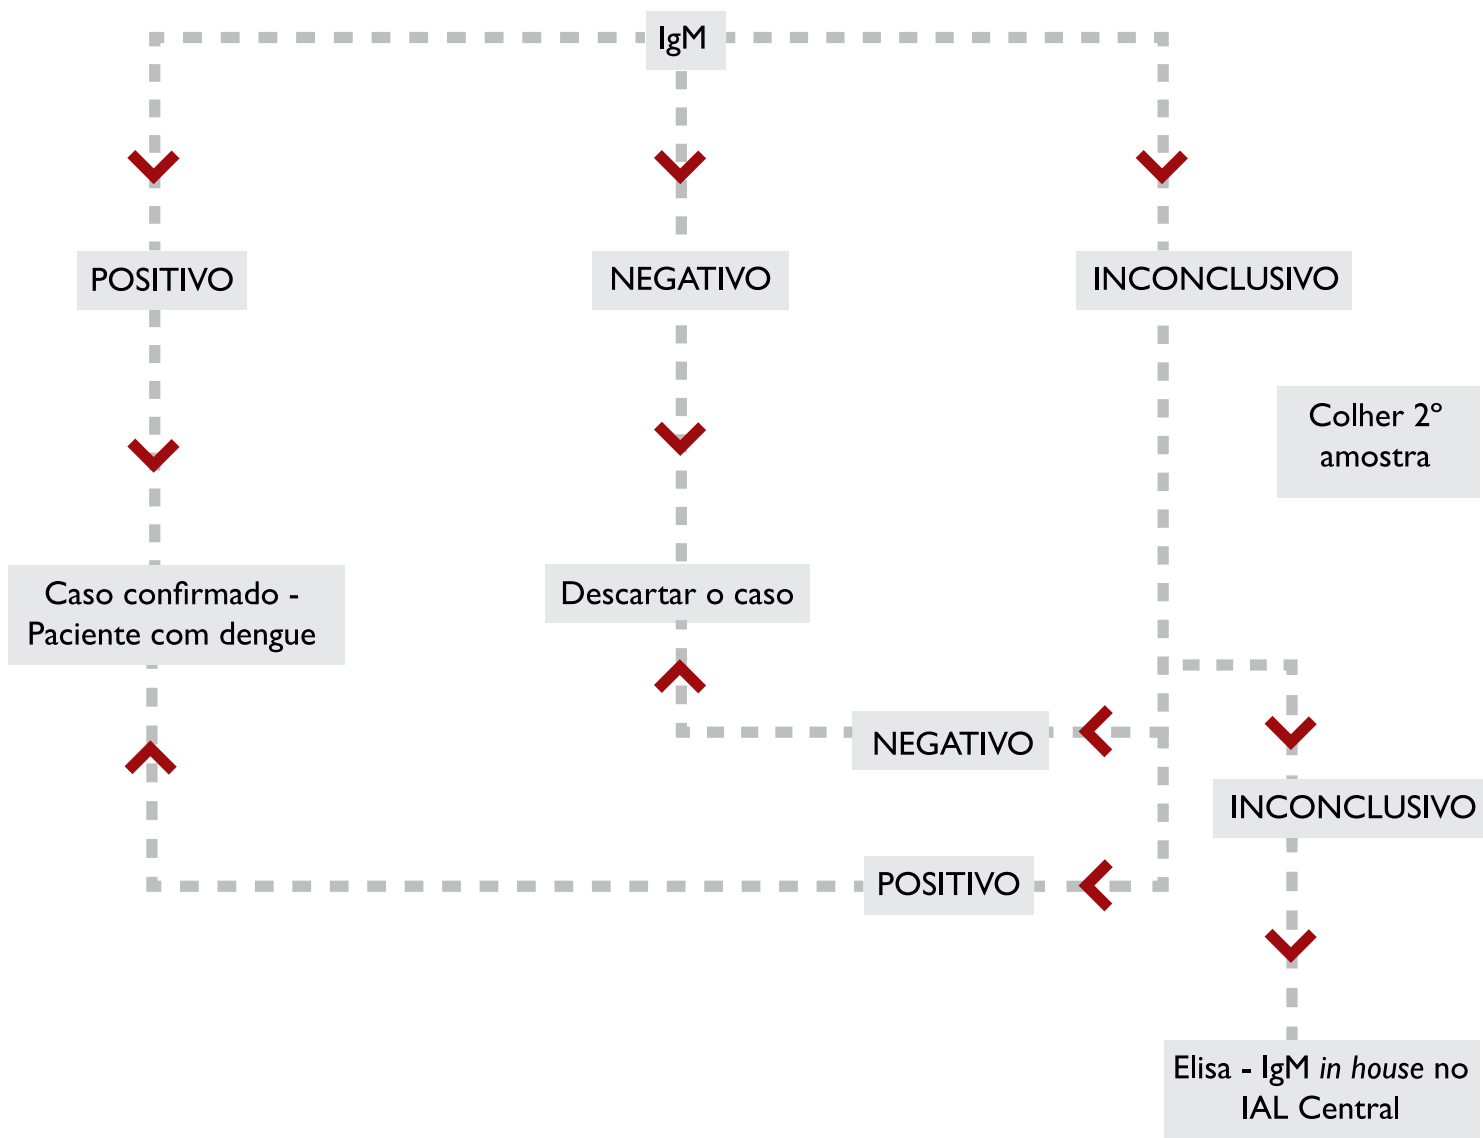 IgM
POSITIVO
NEGATIVO
INCONCLUSIVO
Colher 2º
amostra
Caso confirmado -
Paciente com dengue
Descartar o caso
NEGATIVO
INCONCLUSIVO
POSITIVO
Elisa - IgM in house no
IAL Central